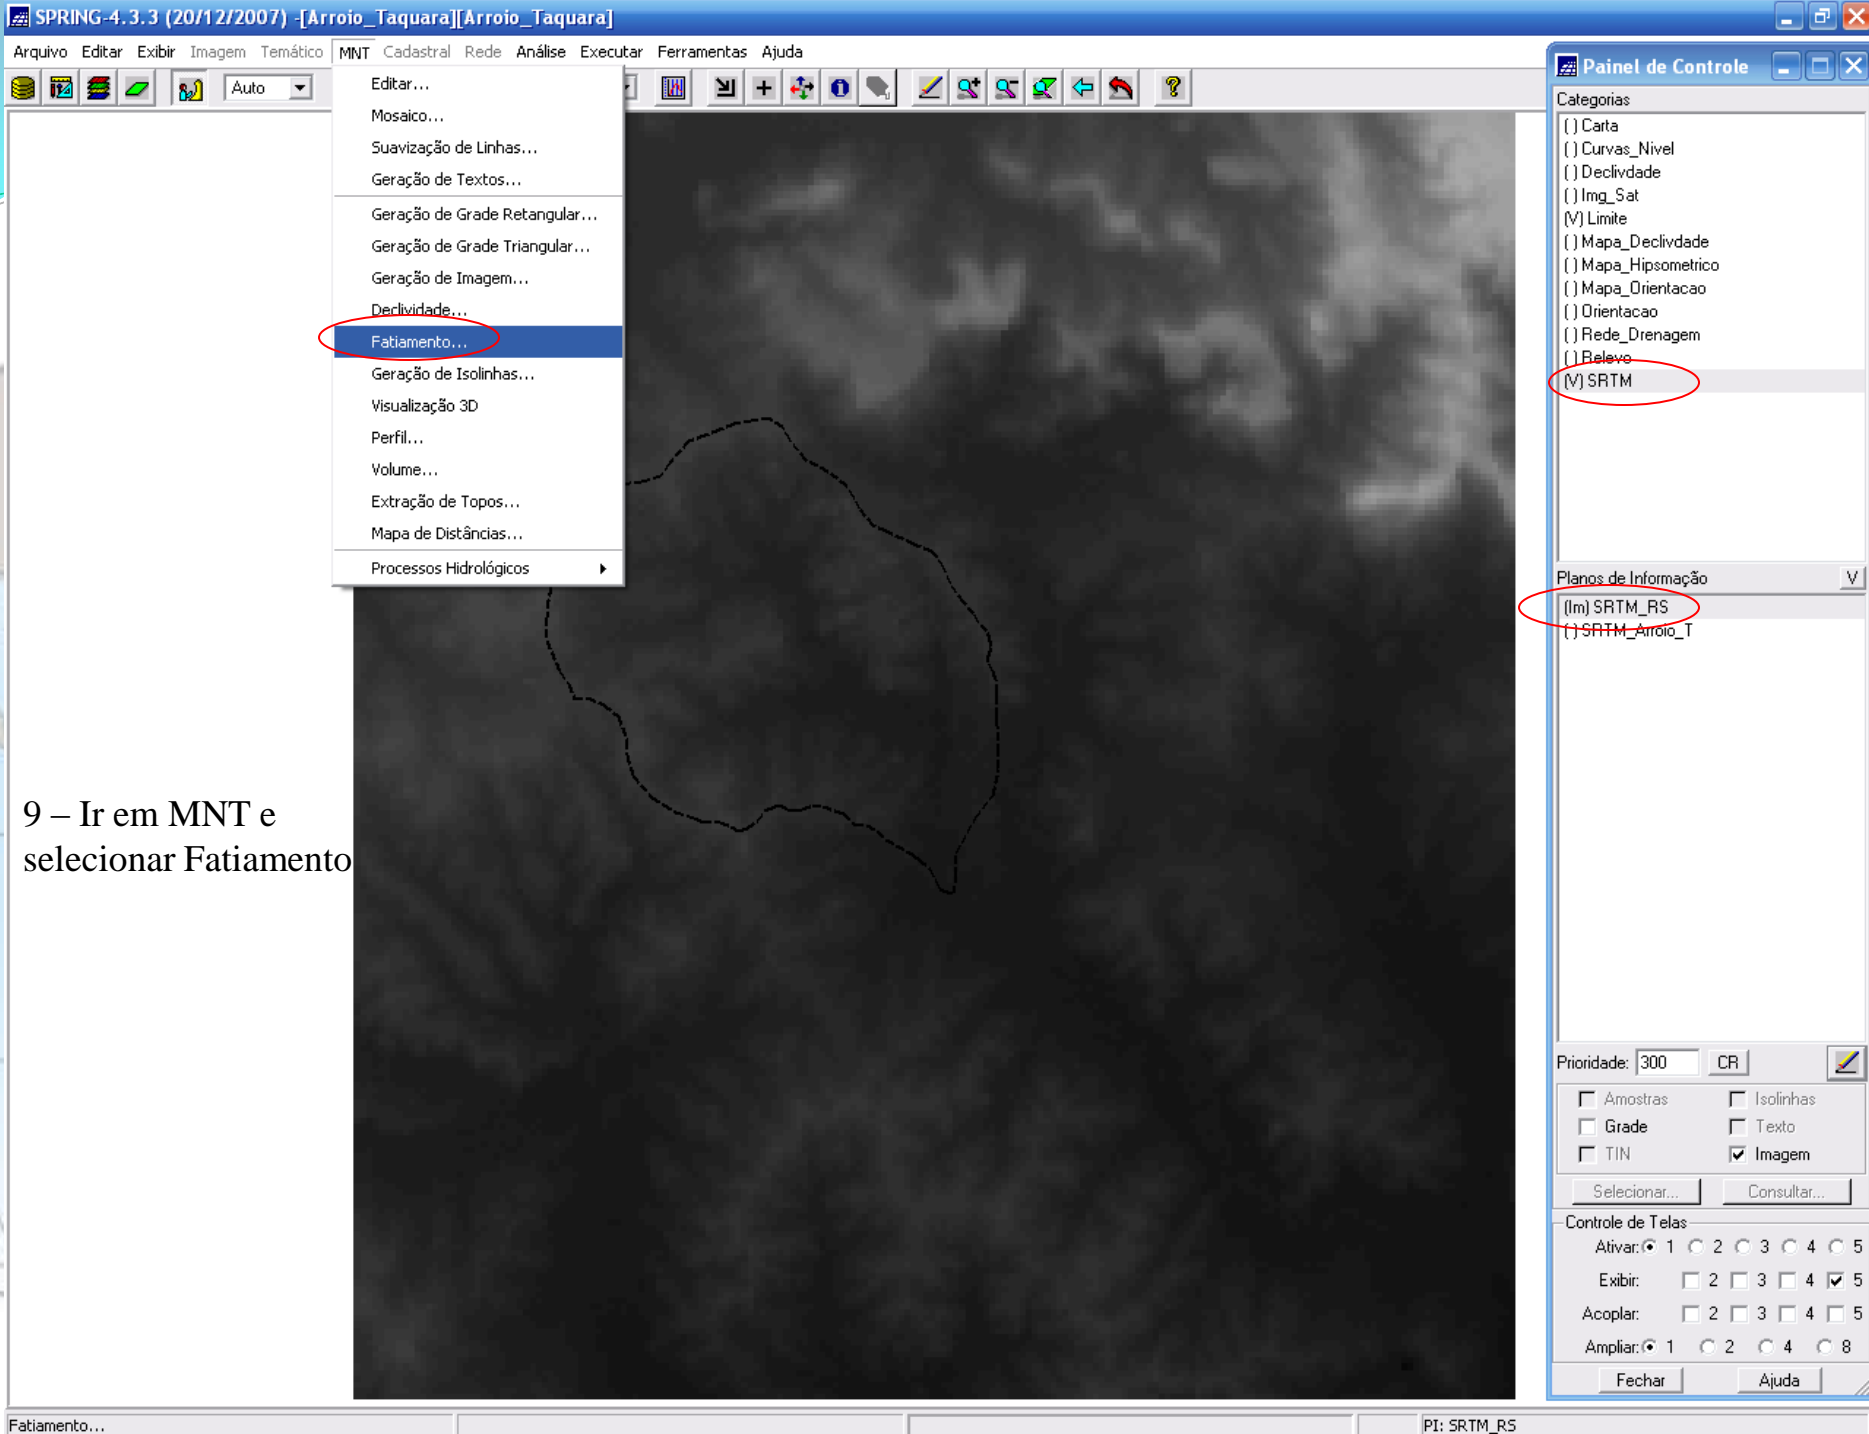 SPRING-4.3.3 (20/12/2007) -[Arroio_Taquara][Arroio_Taquara]
Arquivo Editar Exibir Imagem Temático MNT Cadastral Rede Análise Executar Ferramentas Ajuda
Auto
Editar...
Mosaico...
Suavização de Linhas...
Geração de Textos...
Geração de Grade Retangular...
Geração de Grade Triangular...
Geração de Imagem...
Declividade...
Fatiamento...
Geração de Isolinhas...
Visualização 3D
Perfil...
Volume...
Extração de Topos...
Mapa de Distâncias...
Processos Hidrológicos
9 – Ir em MNT e
selecionar Fatiamento
Painel de Controle
Categorias
( ) Carta
( ) Curvas_Nivel
( ) Declivdade
( ) Img_Sat
(V) Limite
( ) Mapa_Declivdade
( ) Mapa_Hipsometrico
( ) Mapa_Orientacao
( ) Orientacao
( ) Rede_Drenagem
( ) Relevo
(V) SRTM
Planos de Informação V
(Im) SRTM_RS
( ) SRTM_Arroio_T
Prioridade: 300 CR
Amostras Isolinhas
Grade Texto
TIN Imagem
Selecionar... Consultar...
Controle de Telas
Ativar: 1 2 3 4 5
Exibir: 2 3 4 5
Acoplar: 2 3 4 5
Ampliar: 1 2 4 8
Fechar Ajuda
Fatiamento... PI: SRTM_RS